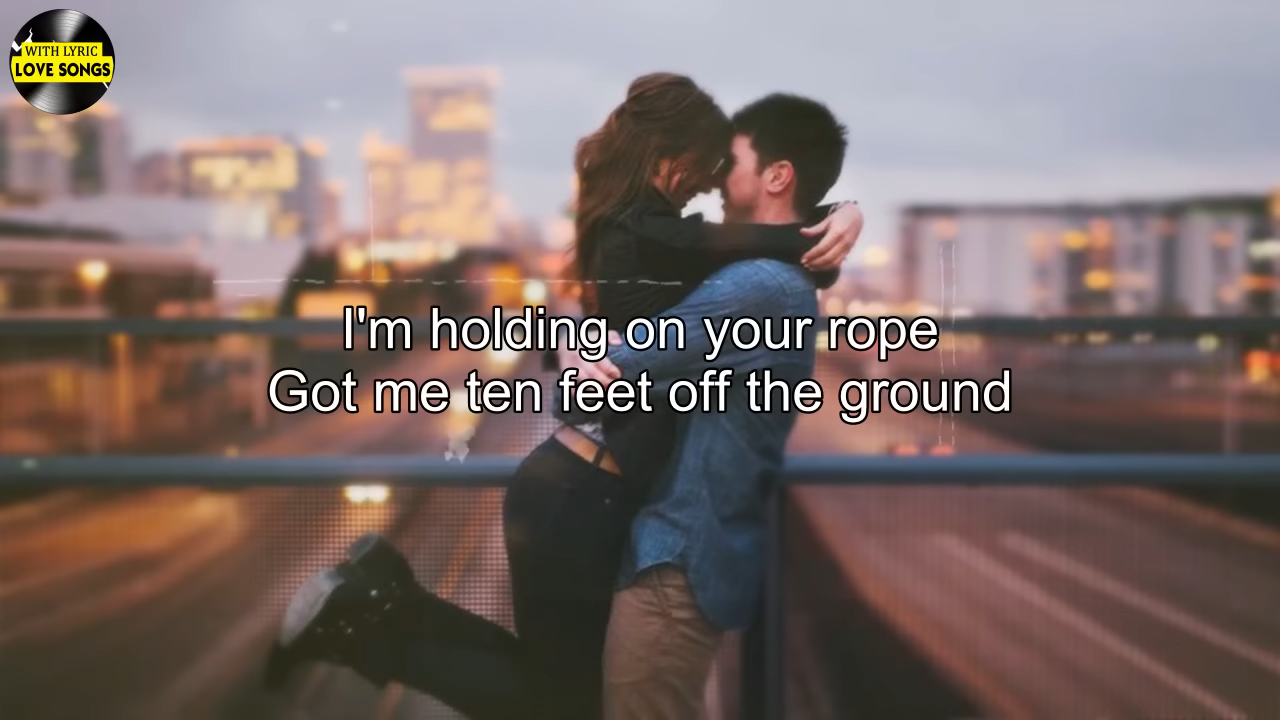 WITH LYRIC
LOVE SONGS
I'm holding on your rope
Got me ten feet off the ground